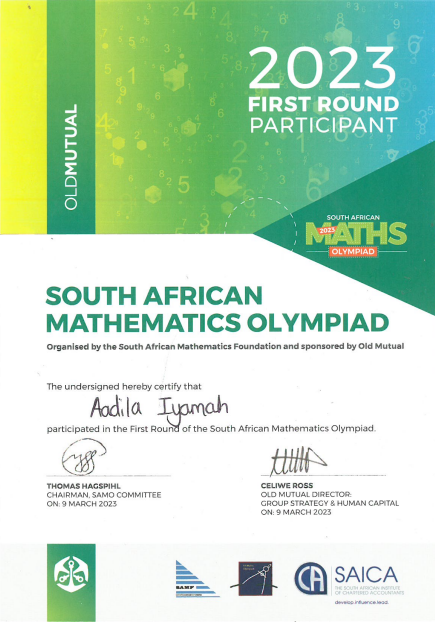 2023
FIRST ROUND
PARTICIPANT
OLDMUTUAL
SOUTH AFRICAN
2023
MATHS
OLYMPIAD
SOUTH AFRICAN
MATHEMATICS OLYMPIAD
Organised by the South African Mathematics Foundation and sponsored by Old Mutual
The undersigned hereby certify that
Aadila Iyamah
participated in the First Round of the South African Mathematics Olympiad.
THOMAS HAGSPIHL
CHAIRMAN, SAMO COMMITTEE
ON: 9 MARCH 2023
CELIWE ROSS
OLD MUTUAL DIRECTOR:
GROUP STRATEGY & HUMAN CAPITAL
ON: 9 MARCH 2023
SAMF
CA
SAICA
THE SOUTH AFRICAN INSTITUTE
OF CHARTERED ACCOUNTANTS
develop.influence.lead.